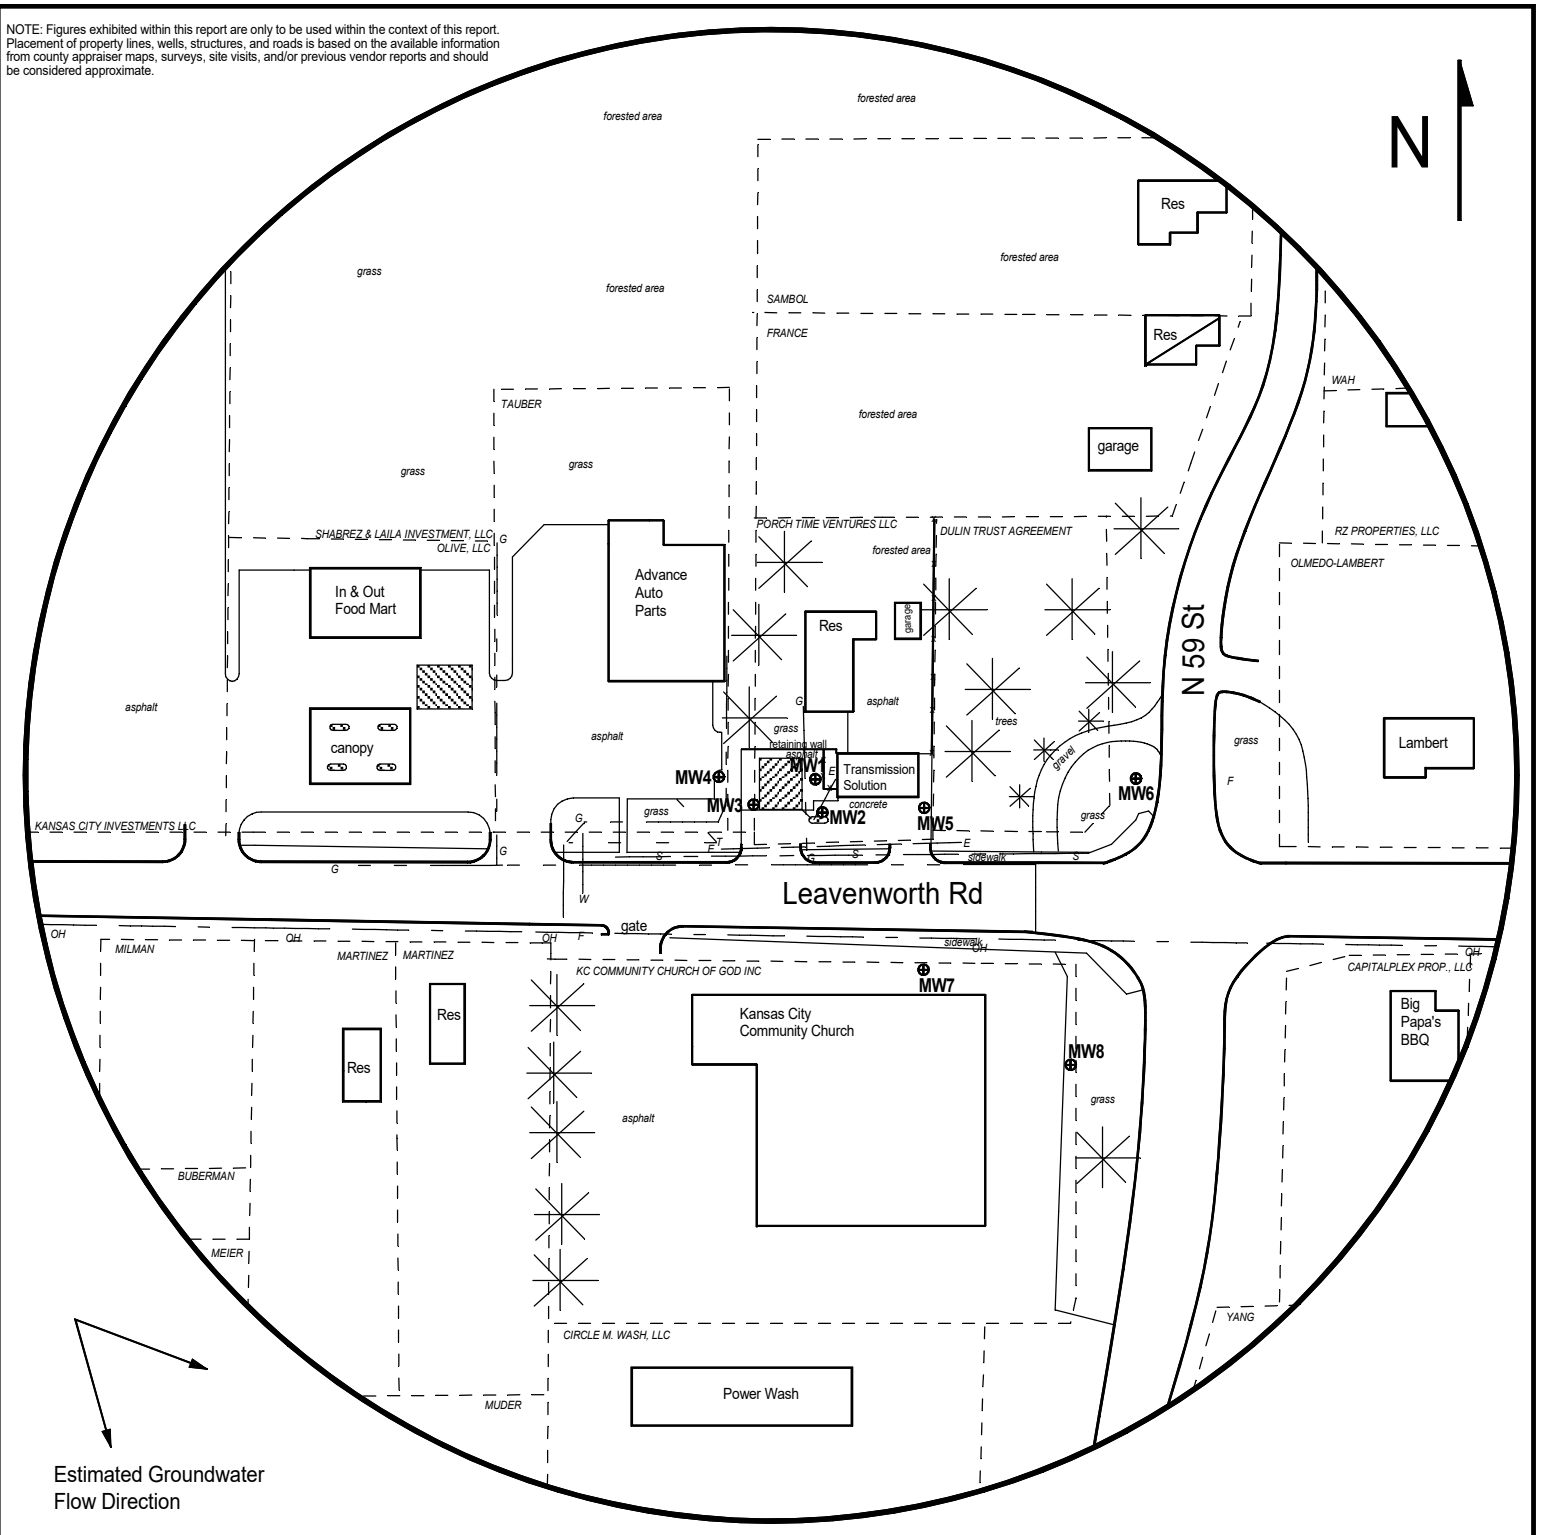 NOTE: Figures exhibited within this report are only to be used within the context of this report.
Placement of property lines, wells, structures, and roads is based on the available information
from county appraiser maps, surveys, site visits, and/or previous vendor reports and should
be considered approximate.
N
forested area
forested area
Res
grass
forested area
forested area
SAMBOL
FRANCE
Res
WAH
TAUBER
forested area
garage
grass
grass
SHABREZ & LAILA INVESTMENT, LLC
OLIVE, LLC
G
PORCH TIME VENTURES LLC
DULIN TRUST AGREEMENT
RZ PROPERTIES, LLC
forested area
OLMEDO-LAMBERT
In & Out
Food Mart
Advance
Auto
Parts
Res
garage
N 59 St
asphalt
canopy
asphalt
G
asphalt
grass
trees
retaining wall
asphalt
gravel
grass
Lambert
F
MW4
MW1
E
Transmission
Solution
MW6
MW3
MW2
concrete
MW5
grass
grass
KANSAS CITY INVESTMENTS LLC
G
T
E
F
G
S
G
S
sidewalk
S
G
W
Leavenworth Rd
gate
OH
OH
OH
F
sidewalk
OH
OH
MILMAN
MARTINEZ
MARTINEZ
KC COMMUNITY CHURCH OF GOD INC
CAPITALPLEX PROP., LLC
MW7
Res
Res
Kansas City
Community Church
Big
Papa's
BBQ
MW8
grass
asphalt
BUBERMAN
MEIER
YANG
CIRCLE M. WASH, LLC
Power Wash
MUDER
Estimated Groundwater
Flow Direction